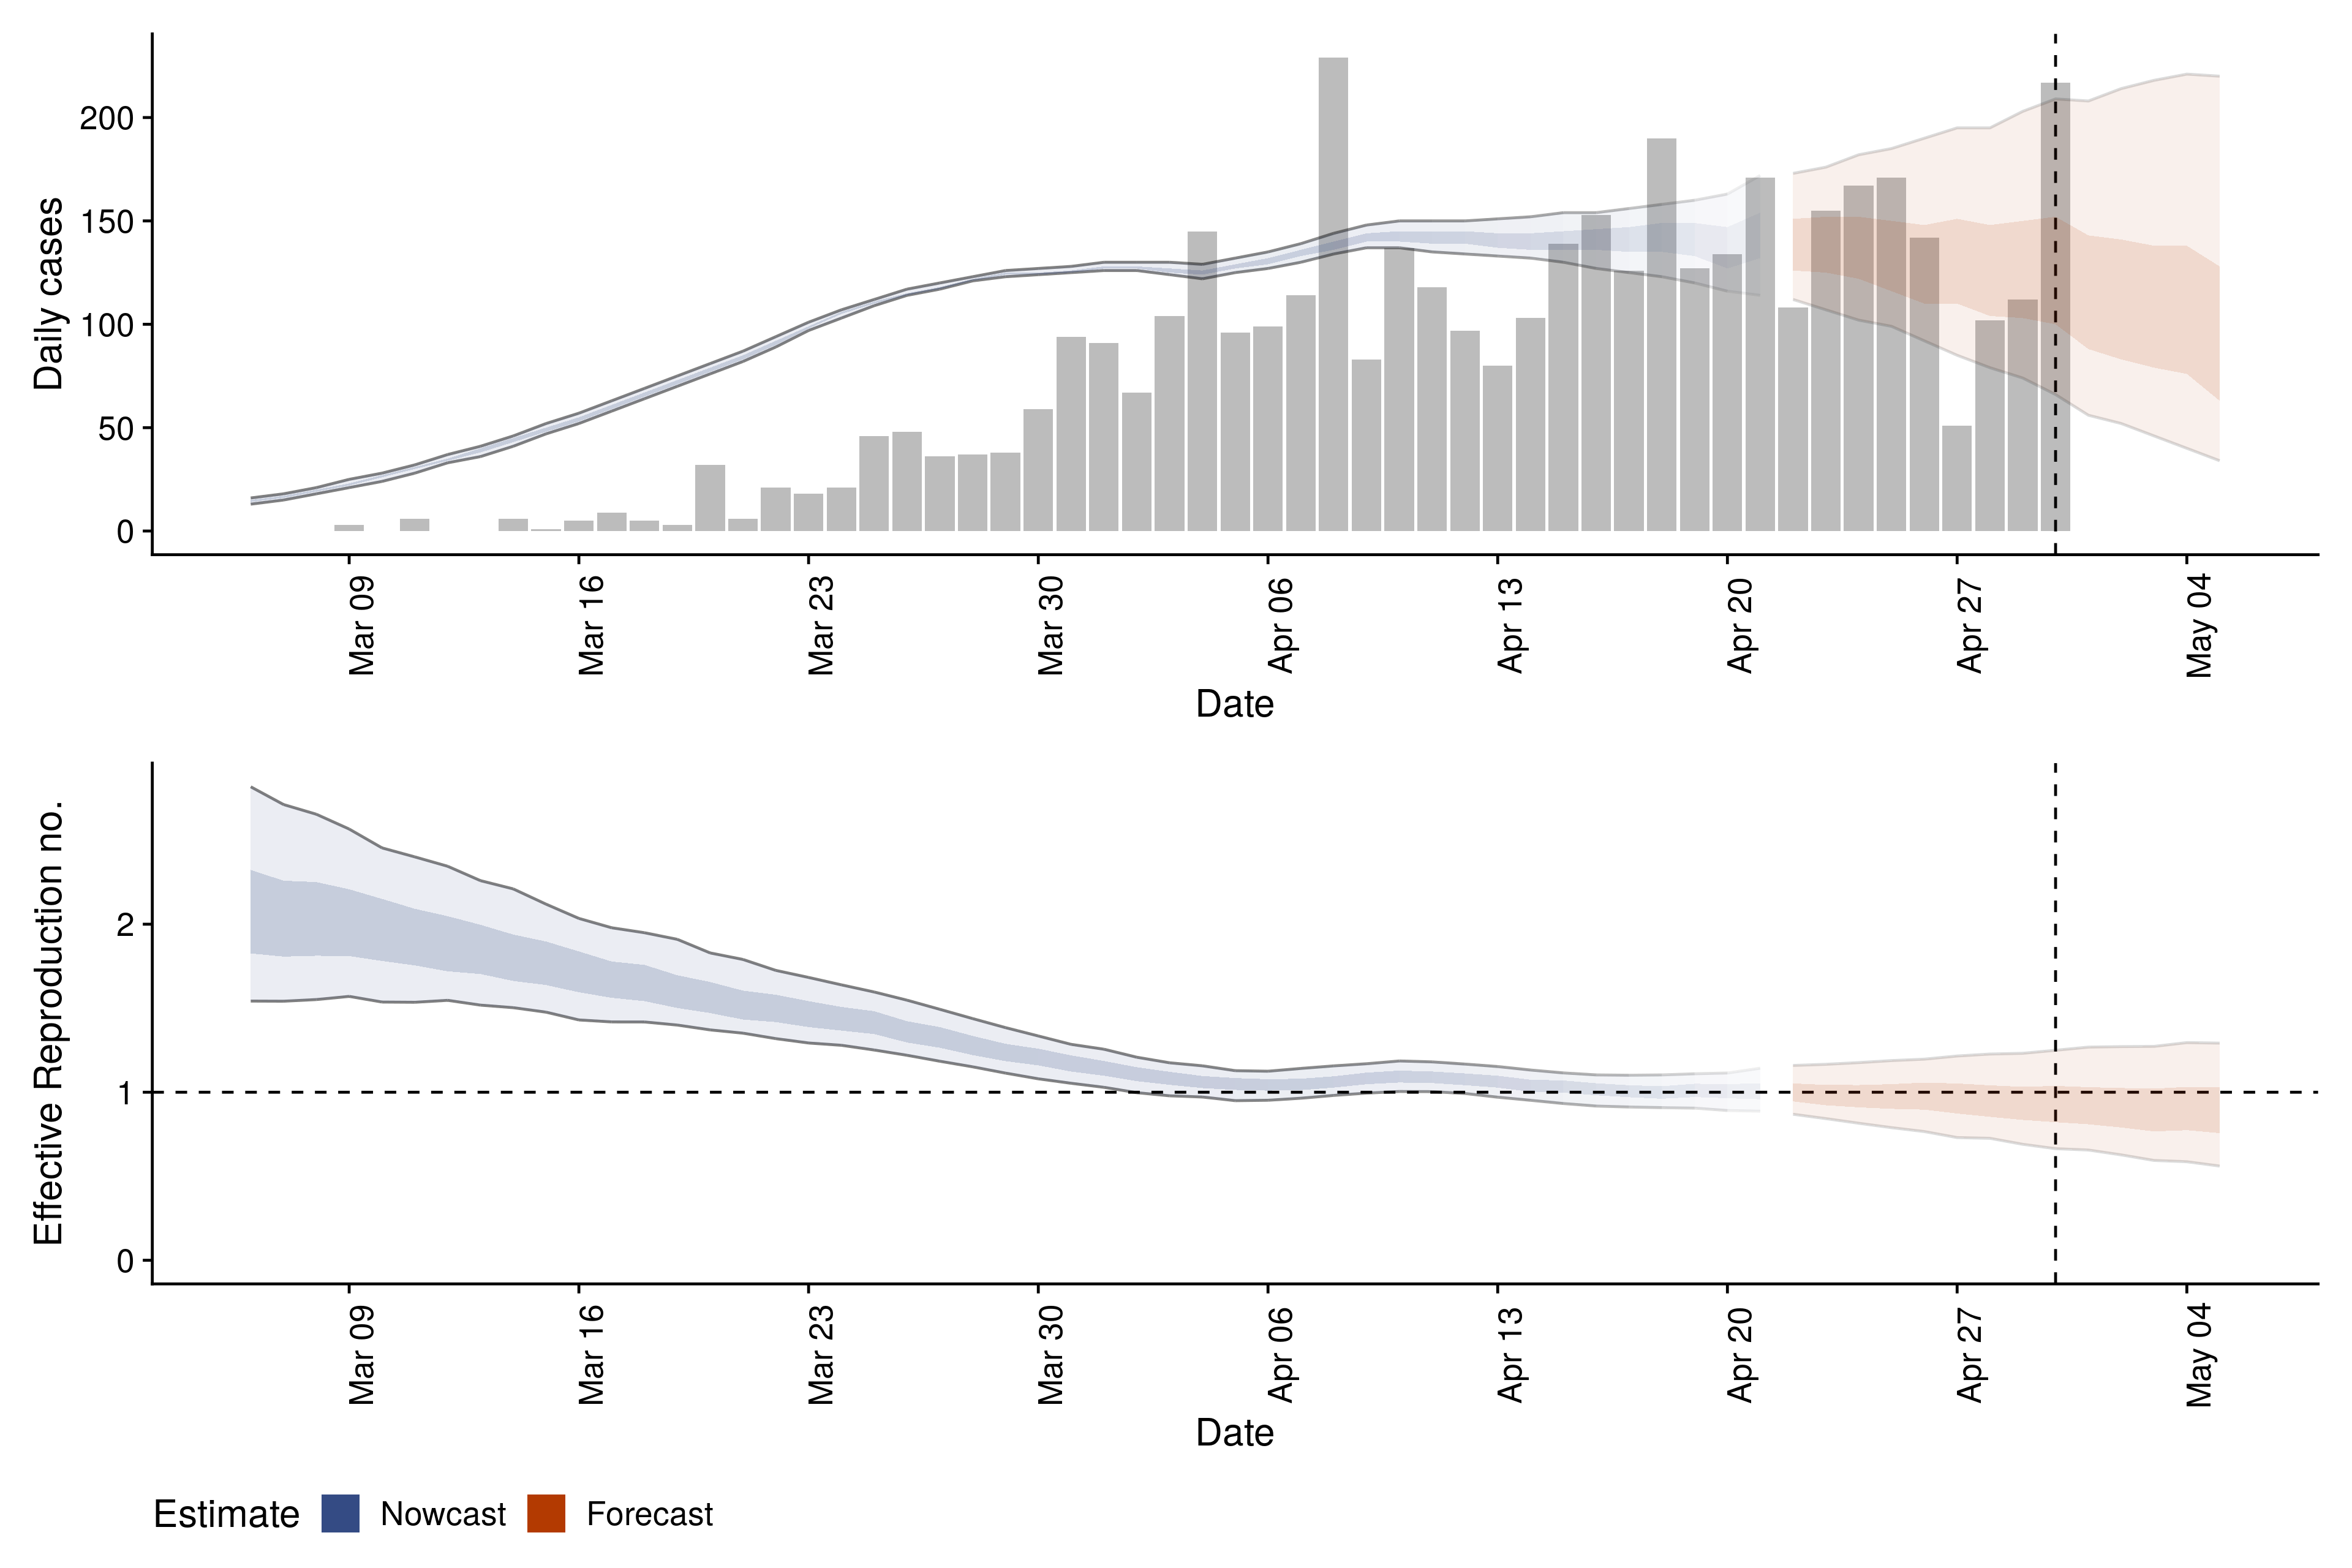 Daily cases
200
150
100
50
0
Mar 09
Mar 16
Mar 23
Mar 30
Apr 06
Apr 13
Apr 20
Apr 27
May 04
Date
Effective Reproduction no.
2
1
0
Mar 09
Mar 16
Mar 23
Mar 30
Apr 06
Apr 13
Apr 20
Apr 27
May 04
Date
Estimate Nowcast Forecast